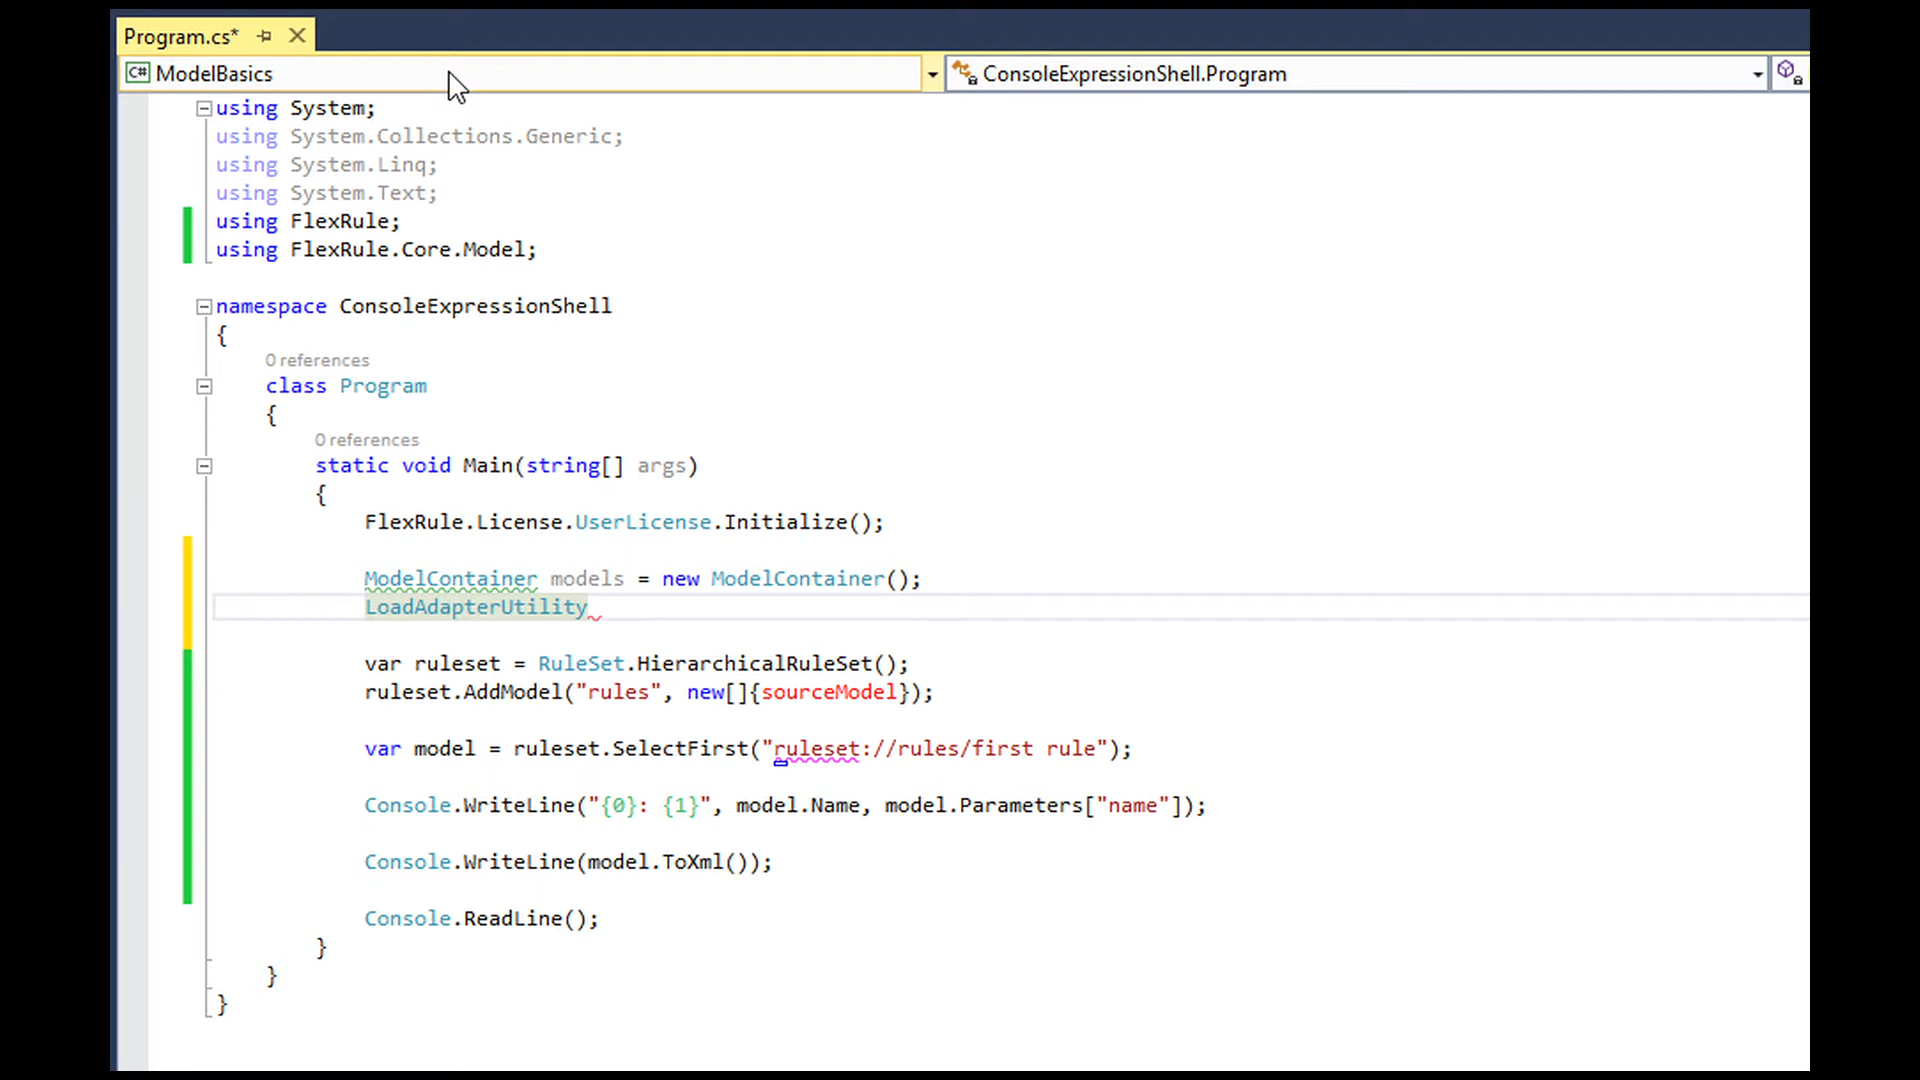 Program.cs*
C# ModelBasics
ConsoleExpressionShell.Program
using System;
using System.Collections.Generic;
using System.Linq;
using System.Text;
using FlexRule;
using FlexRule.Core.Model;
namespace ConsoleExpressionShell
{
0 references
class Program
{
0 references
static void Main(string[] args)
{
FlexRule.License.UserLicense.Initialize();
ModelContainer models = new ModelContainer();
LoadAdapterUtility
var ruleset = RuleSet.HierarchicalRuleSet();
ruleset.AddModel("rules", new[]{sourceModel});
var model = ruleset.SelectFirst("ruleset://rules/first rule");
Console.WriteLine("{0}: {1}", model.Name, model.Parameters["name"]);
Console.WriteLine(model.ToXml());
Console.ReadLine();
}
}
}